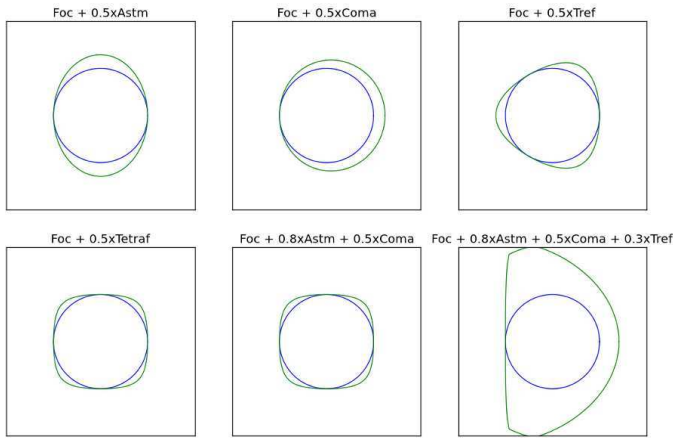 Foc + 0.5xAstm
Foc + 0.5xComa
Foc + 0.5xTref
Foc + 0.5xTetraf
Foc + 0.8xAstm + 0.5xComa
Foc + 0.8xAstm + 0.5xComa + 0.3xTref